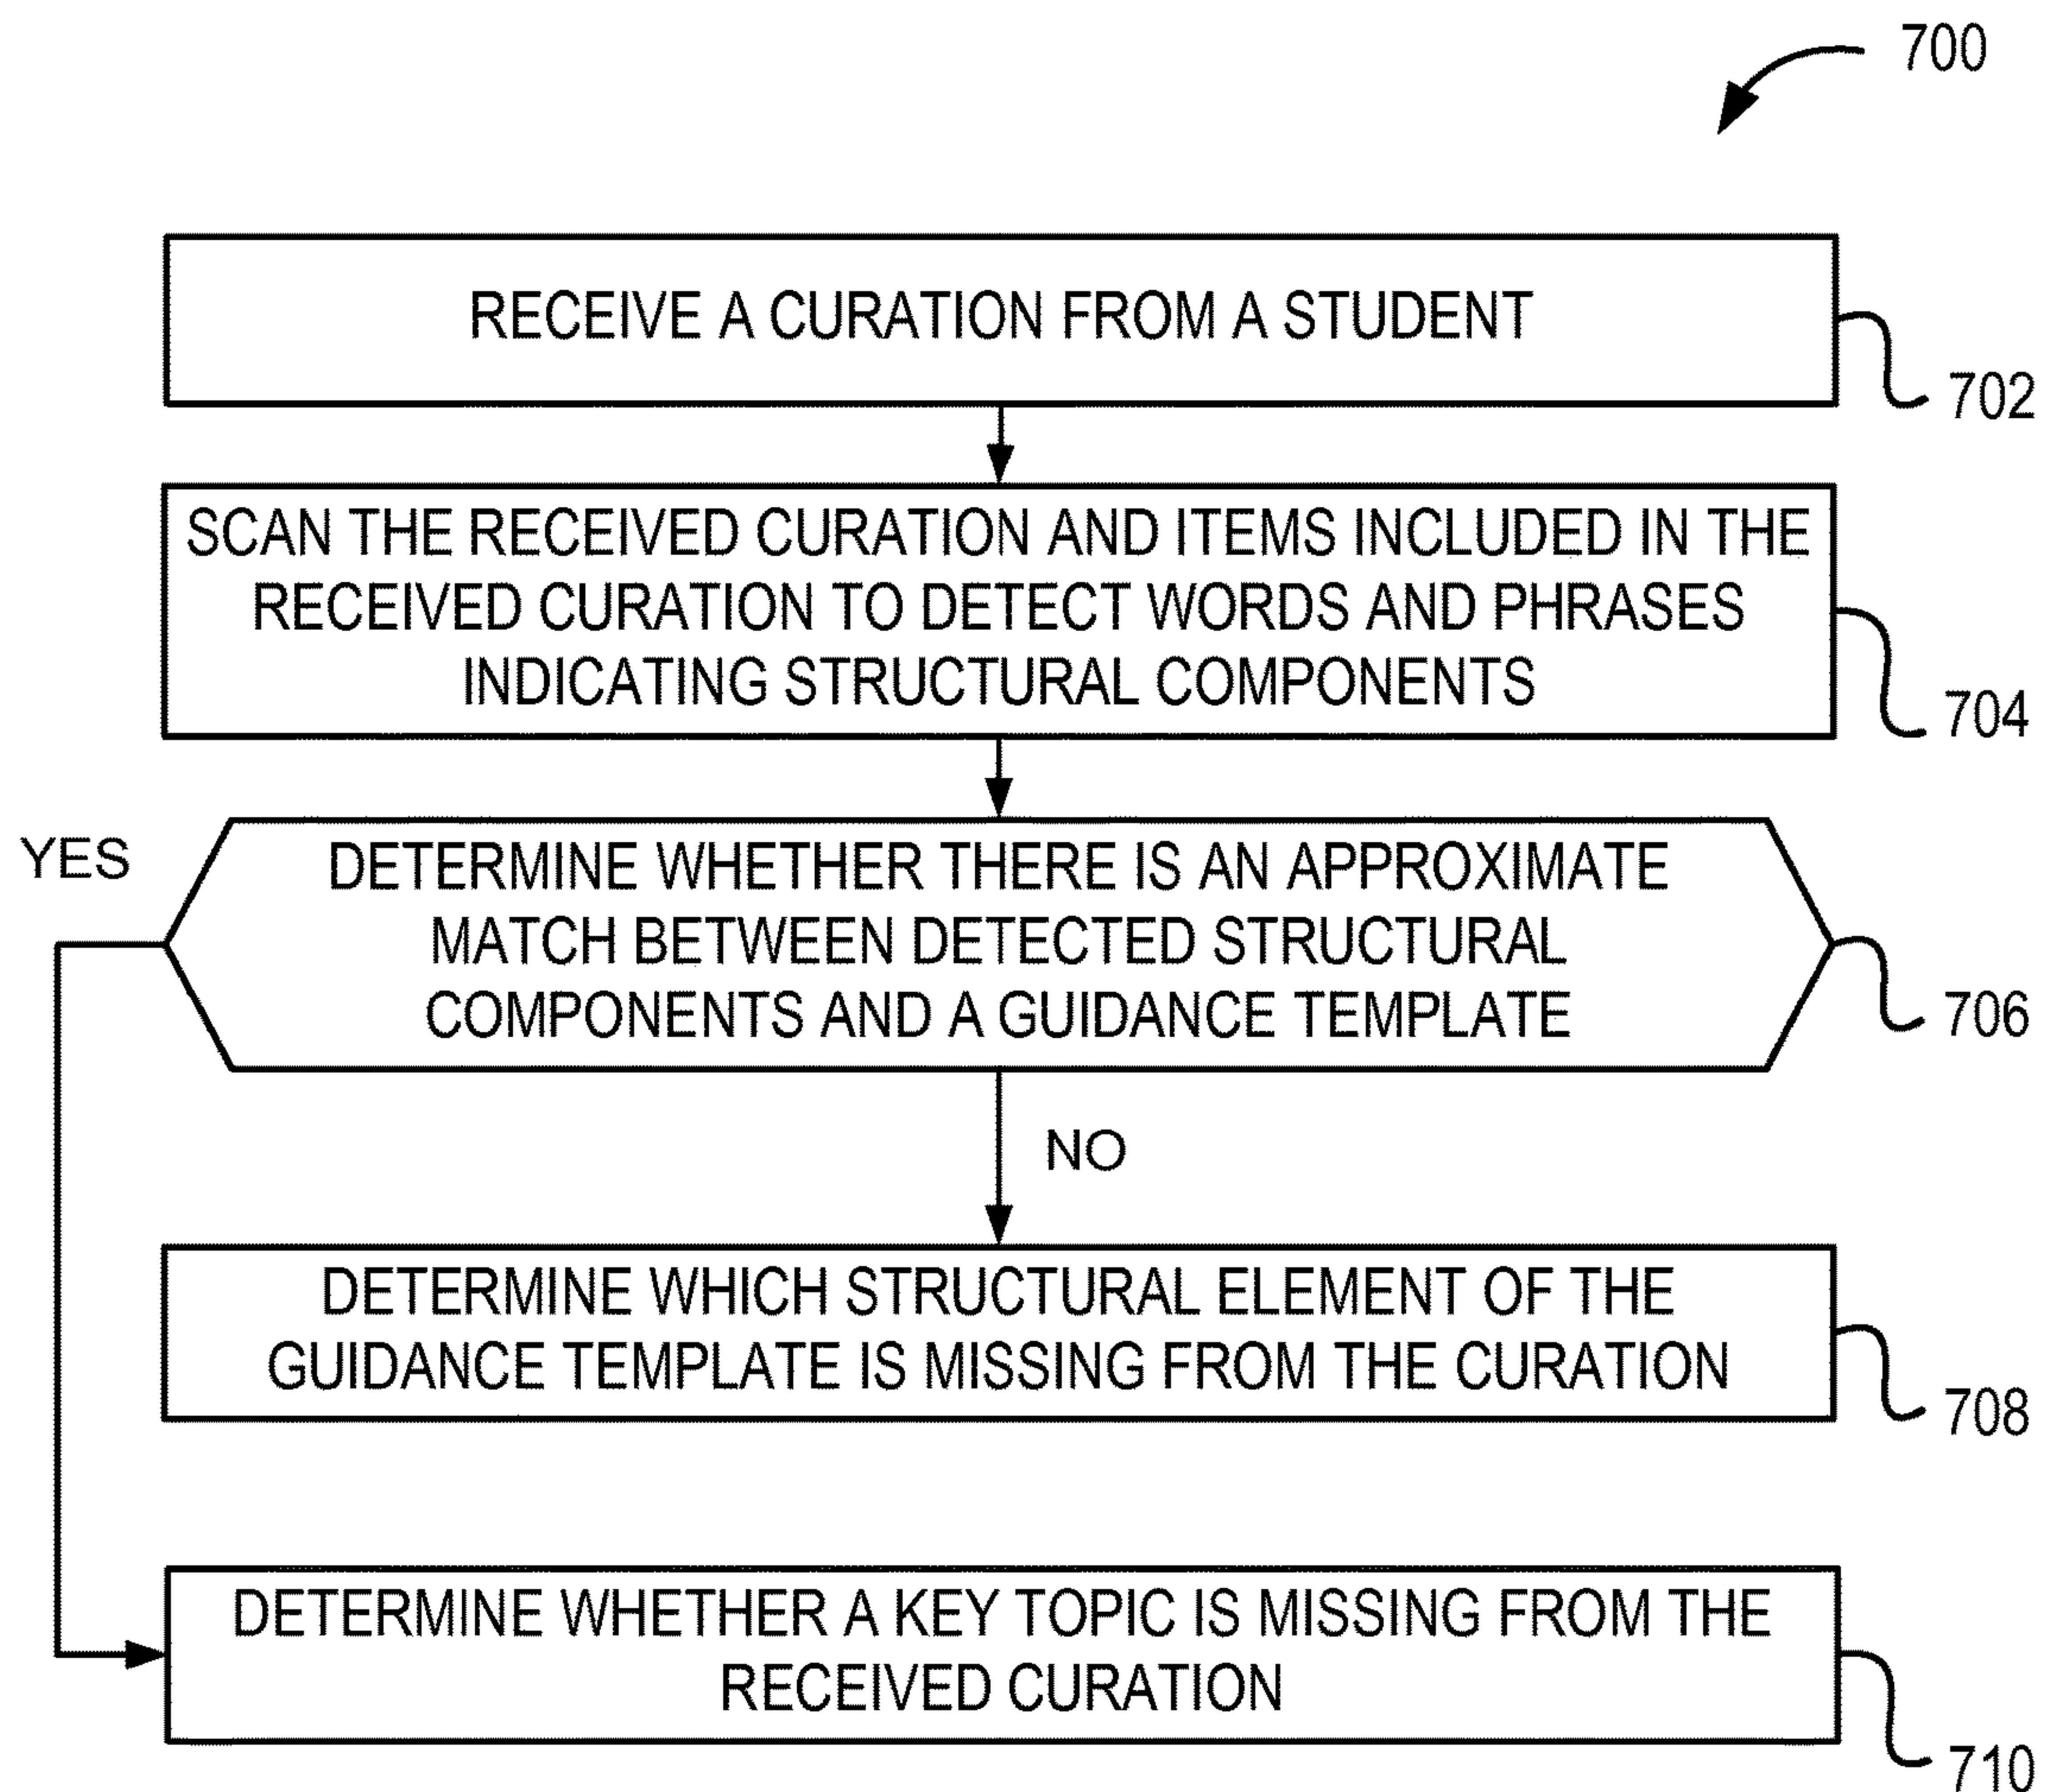 700
RECEIVE A CURATION FROM A STUDENT
702
SCAN THE RECEIVED CURATION AND ITEMS INCLUDED IN THE
RECEIVED CURATION TO DETECT WORDS AND PHRASES
INDICATING STRUCTURAL COMPONENTS
704
YES
DETERMINE WHETHER THERE IS AN APPROXIMATE
MATCH BETWEEN DETECTED STRUCTURAL
COMPONENTS AND A GUIDANCE TEMPLATE
706
NO
DETERMINE WHICH STRUCTURAL ELEMENT OF THE
GUIDANCE TEMPLATE IS MISSING FROM THE CURATION
708
DETERMINE WHETHER A KEY TOPIC IS MISSING FROM THE
RECEIVED CURATION
710